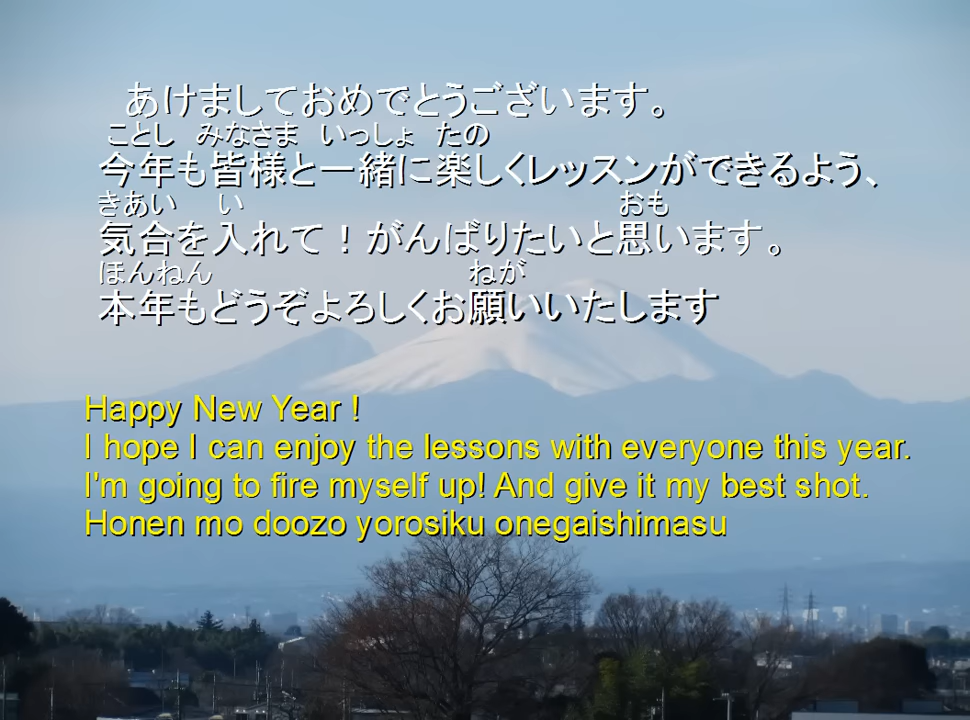 あけましておめでとうございます。
ことし みなさま いっしょ たの
今年も皆様と一緒に楽しくレッスンができるよう、
きあい い おも
気合を入れて！がんばりたいと思います。
ほんねん ねが
本年もどうぞよろしくお願いいたします
Happy New Year !
I hope I can enjoy the lessons with everyone this year.
I'm going to fire myself up! And give it my best shot.
Honen mo doozo yorosiku onegaishimasu